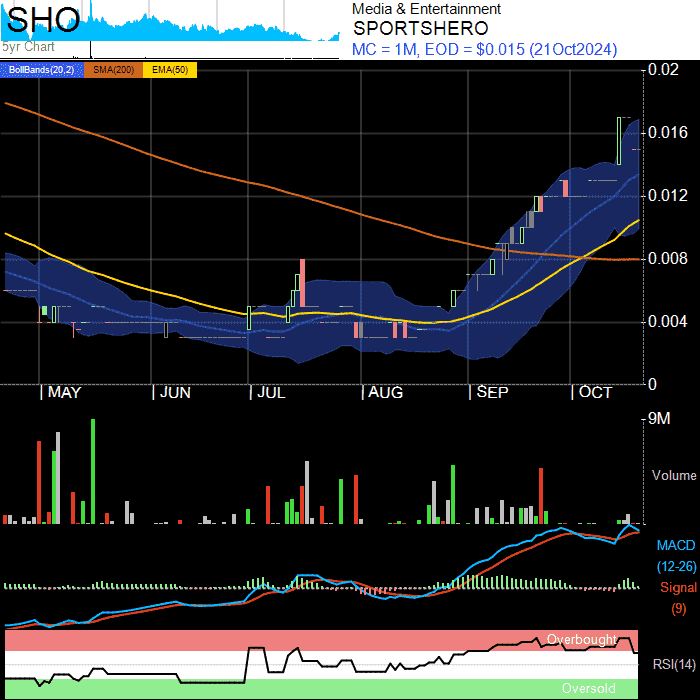 SHO
5yr Chart
Media & Entertainment
SPORTSHERO
MC = 1M, EOD = $0.015 (21Oct2024)
BollBands(20,2) SMA(200) EMA(50)
0.02
0.016
0.012
0.008
0.004
0
MAY JUN JUL AUG SEP OCT
9M
Volume
MACD
(12-26)
Signal
(9)
Overbought
RSI(14)
Oversold